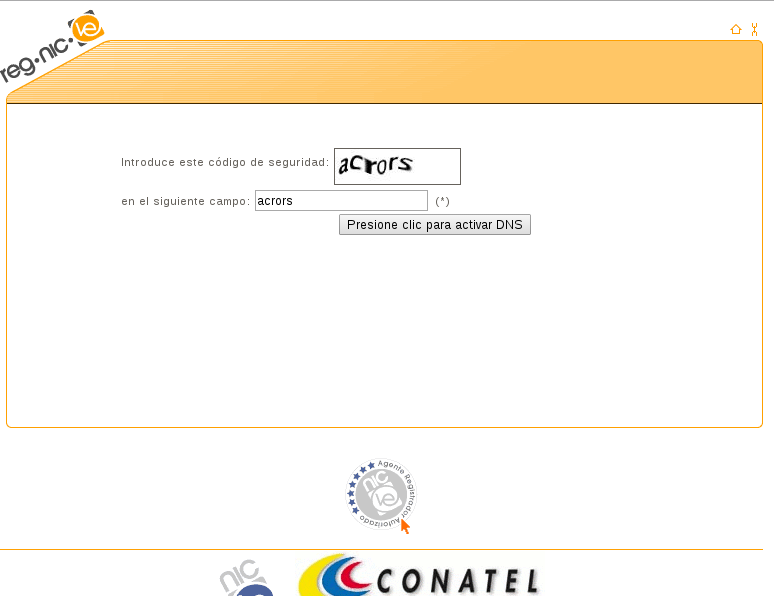 reg•nic•ve
Introduce este código de seguridad: acrors
en el siguiente campo: acrors (*)
Presione clic para activar DNS
Agente Registrador Autorizado
nic ve
nic
CONATEL